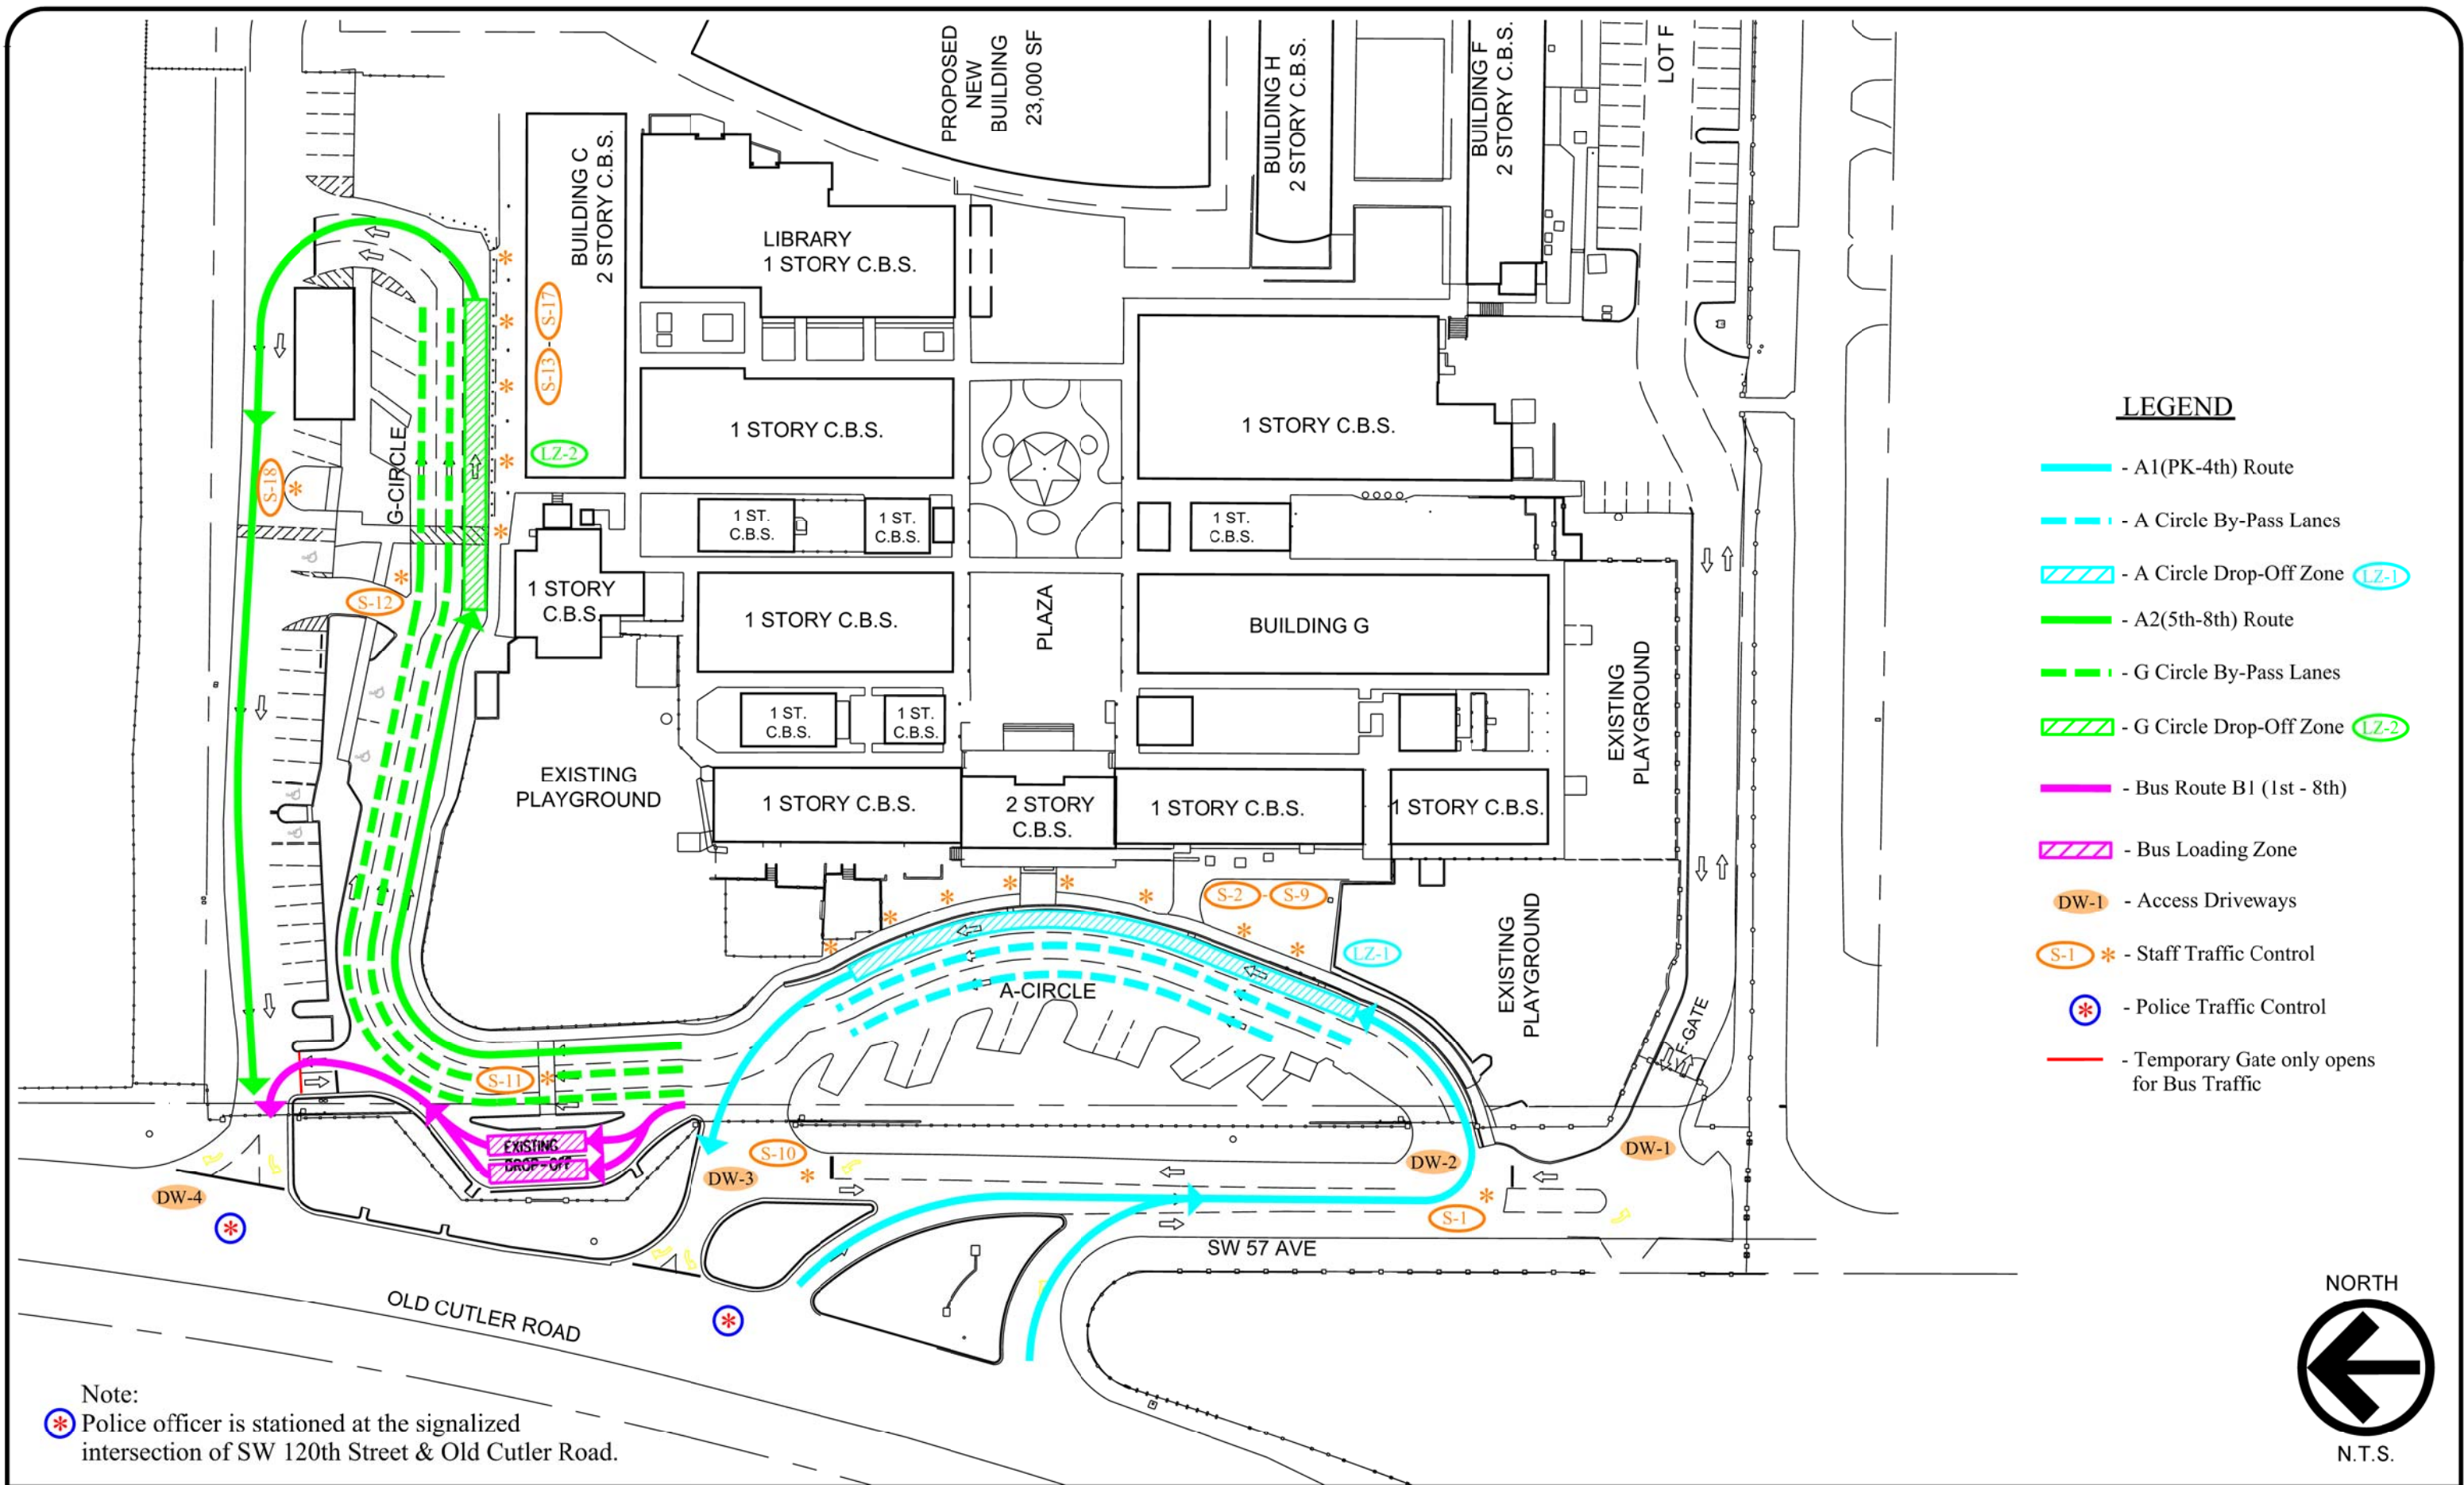 PROPOSED
NEW
BUILDING
23,000 SF
BUILDING H
2 STORY C.B.S.
BUILDING F
2 STORY C.B.S.
LOT F
BUILDING C
2 STORY C.B.S.
LIBRARY
1 STORY C.B.S.
S-17
-
S-13
LZ-2
G-CIRCLE
S-18
S-12
1 STORY C.B.S.
1 STORY C.B.S.
1 ST.
C.B.S.
1 ST.
C.B.S.
1 ST.
C.B.S.
1 STORY
C.B.S.
1 STORY C.B.S.
PLAZA
BUILDING G
EXISTING
PLAYGROUND
1 ST.
C.B.S.
1 ST.
C.B.S.
EXISTING
PLAYGROUND
1 STORY C.B.S.
2 STORY
C.B.S.
1 STORY C.B.S.
1 STORY C.B.S.
S-2 - S-9
LZ-1
EXISTING
PLAYGROUND
A-CIRCLE
F-GATE
S-11
EXISTING
DROP-OFF
S-10
DW-3
DW-2
DW-1
DW-4
S-1
SW 57 AVE
OLD CUTLER ROAD
LEGEND
- A1(PK-4th) Route
- A Circle By-Pass Lanes
- A Circle Drop-Off Zone LZ-1
- A2(5th-8th) Route
- G Circle By-Pass Lanes
- G Circle Drop-Off Zone LZ-2
- Bus Route B1 (1st - 8th)
- Bus Loading Zone
DW-1 - Access Driveways
S-1 * - Staff Traffic Control
* - Police Traffic Control
- Temporary Gate only opens
for Bus Traffic
NORTH
N.T.S.
Note:
* Police officer is stationed at the signalized
intersection of SW 120th Street & Old Cutler Road.